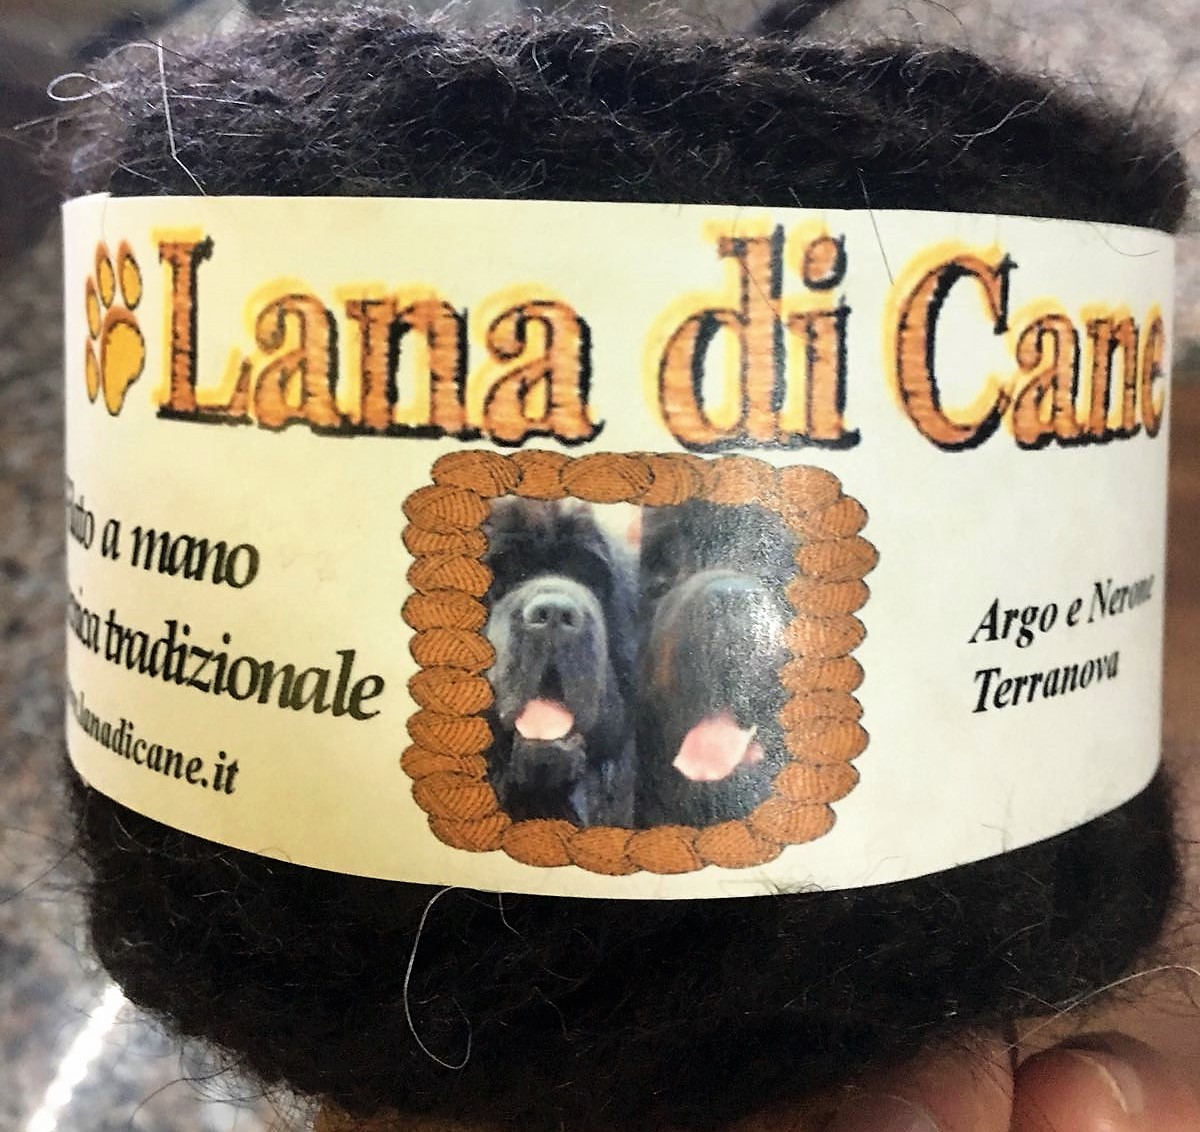 Lana di Cane
a mano
tradizionale
lanadicane.it
Argo e Nerone
Terranova